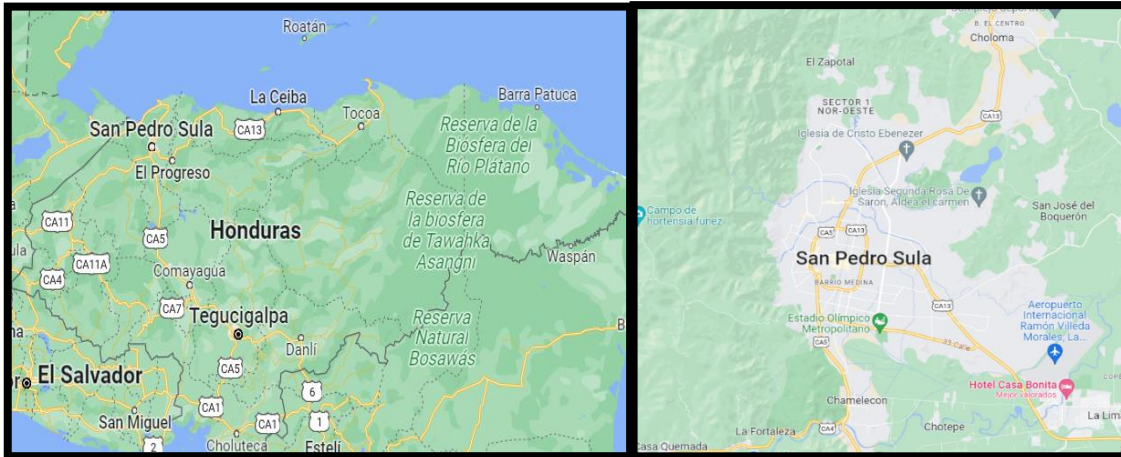 Roatán
La Ceiba
Tocoa
Barra Patuca
San Pedro Sula
CA13
El Progreso
Reserva de la
Biósfera del
Río Plátano
Reserva de
la biosfera
de Tawahka
Asangni
CA11
CA5
Honduras
Waspán
CA11A
CA4
Comayagua
CA7
Tegucigalpa
Reserva
Natural
Bosawás
Danlí
El Salvador
CA5
6
San Miguel
CA1
CA1
1
2
Choluteca
Estelí
B. EL CENTRO
Choloma
El Zapotal
SECTOR 1
NOR-OESTE
CA13
Iglesia de Cristo Ebenezer
Iglesia Segunda Rosa De
Saron, Aldea el carmen
Campo de
hortensia funez
San José del
Boquerón
CA5
CA13
San Pedro Sula
BARRIO MEDINA
CA13
Estadio Olímpico
Metropolitano
Aeropuerto
Internacional
Ramón Villeda
Morales, La...
CA5
33 Calle
Hotel Casa Bonita
Mejor valorados
Chamelecon
La Lima
La Fortaleza
CA4
Chotepe
Casa Quemada